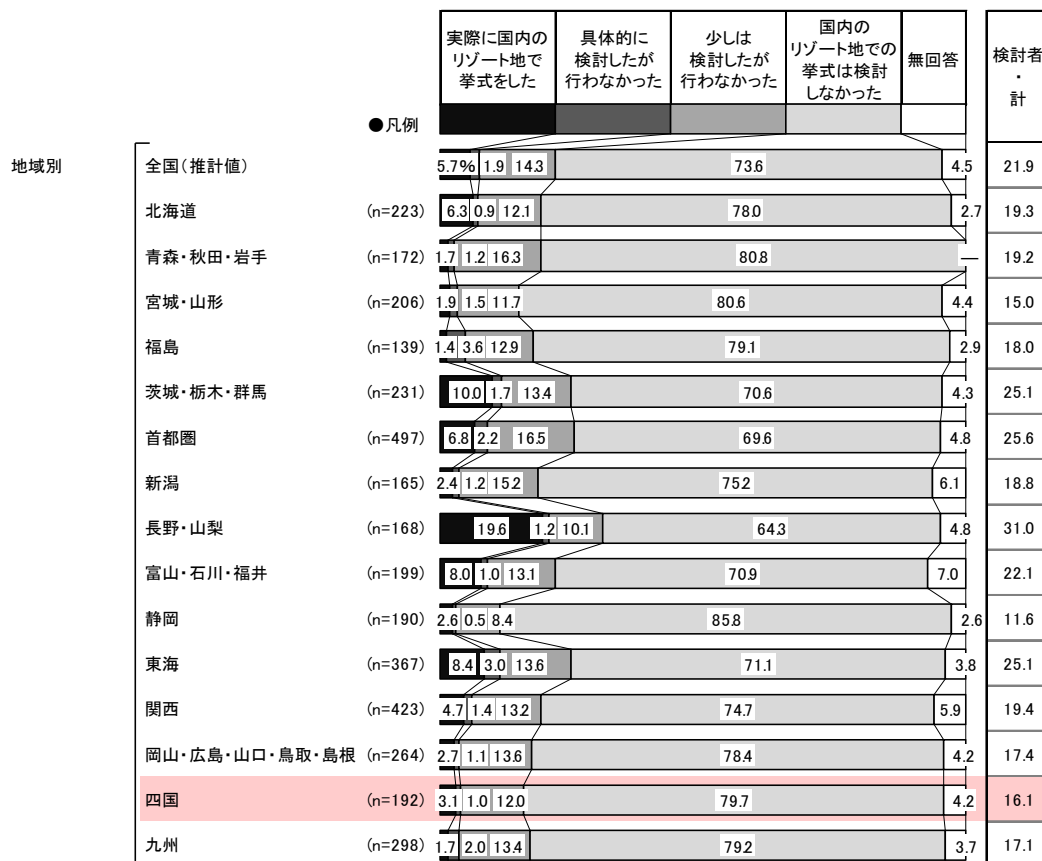 実際に国内の
リゾート地で
挙式をした
具体的に
検討したが
行わなかった
少しは
検討したが
行わなかった
国内の
リゾート地での
挙式は検討
しなかった
無回答
検討者
・
計
●凡例
地域別
全国(推計値) 5.7% 1.9 14.3 73.6 4.5 21.9
北海道 (n=223) 6.3 0.9 12.1 78.0 2.7 19.3
青森・秋田・岩手 (n=172) 1.7 1.2 16.3 80.8 ― 19.2
宮城・山形 (n=206) 1.9 1.5 11.7 80.6 4.4 15.0
福島 (n=139) 1.4 3.6 12.9 79.1 2.9 18.0
茨城・栃木・群馬 (n=231) 10.0 1.7 13.4 70.6 4.3 25.1
首都圏 (n=497) 6.8 2.2 16.5 69.6 4.8 25.6
新潟 (n=165) 2.4 1.2 15.2 75.2 6.1 18.8
長野・山梨 (n=168) 19.6 1.2 10.1 64.3 4.8 31.0
富山・石川・福井 (n=199) 8.0 1.0 13.1 70.9 7.0 22.1
静岡 (n=190) 2.6 0.5 8.4 85.8 2.6 11.6
東海 (n=367) 8.4 3.0 13.6 71.1 3.8 25.1
関西 (n=423) 4.7 1.4 13.2 74.7 5.9 19.4
岡山・広島・山口・鳥取・島根 (n=264) 2.7 1.1 13.6 78.4 4.2 17.4
四国 (n=192) 3.1 1.0 12.0 79.7 4.2 16.1
九州 (n=298) 1.7 2.0 13.4 79.2 3.7 17.1